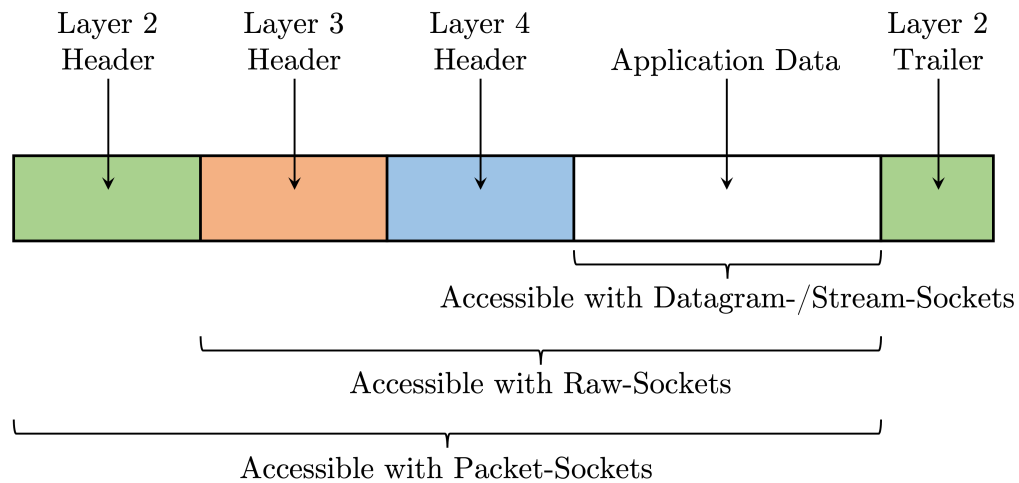 Layer 2
Header
Layer 3
Header
Layer 4
Header
Application Data
Layer 2
Trailer
Accessible with Datagram-/Stream-Sockets
Accessible with Raw-Sockets
Accessible with Packet-Sockets